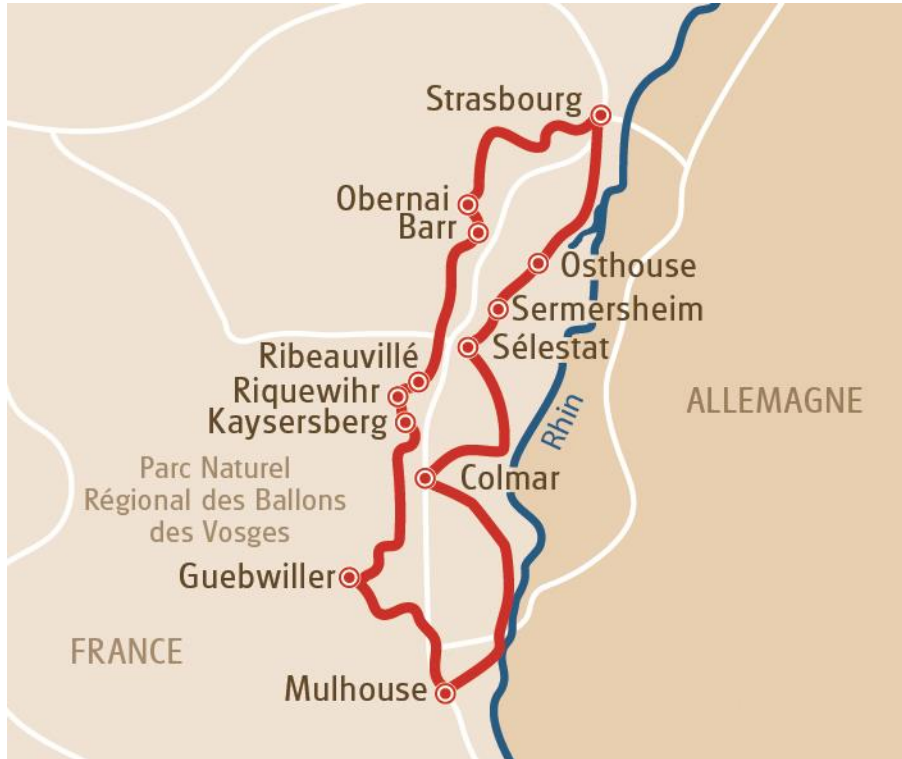 Strasbourg
Obernai
Barr
Osthouse
Sermersheim
Sélestat
Ribeauvillé
Riquewihr
Kaysersberg
ALLEMAGNE
Rhin
Parc Naturel
Régional des Ballons
des Vosges
Colmar
Guebwiller
FRANCE
Mulhouse